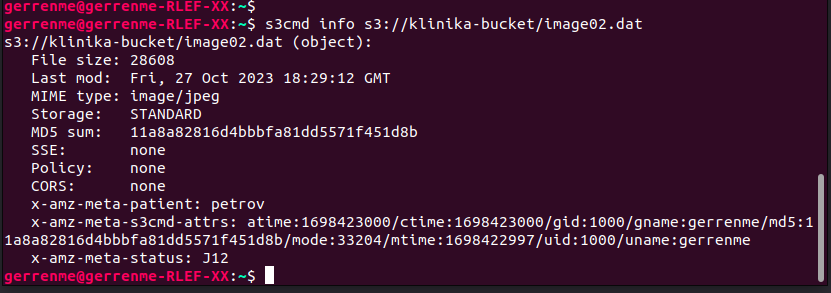 gerrenme@gerrenme-RLEF-XX:~$
gerrenme@gerrenme-RLEF-XX:~$ s3cmd info s3://klinika-bucket/image02.dat
s3://klinika-bucket/image02.dat (object):
   File size: 28608
   Last mod:  Fri, 27 Oct 2023 18:29:12 GMT
   MIME type: image/jpeg
   Storage:   STANDARD
   MD5 sum:   11a8a82816d4bbbfa81dd5571f451d8b
   SSE:       none
   Policy:    none
   CORS:      none
   x-amz-meta-patient: petrov
   x-amz-meta-s3cmd-attrs: atime:1698423000/ctime:1698423000/gid:1000/gname:gerrenme/md5:1
1a8a82816d4bbbfa81dd5571f451d8b/mode:33204/mtime:1698422997/uid:1000/uname:gerrenme
   x-amz-meta-status: J12
gerrenme@gerrenme-RLEF-XX:~$